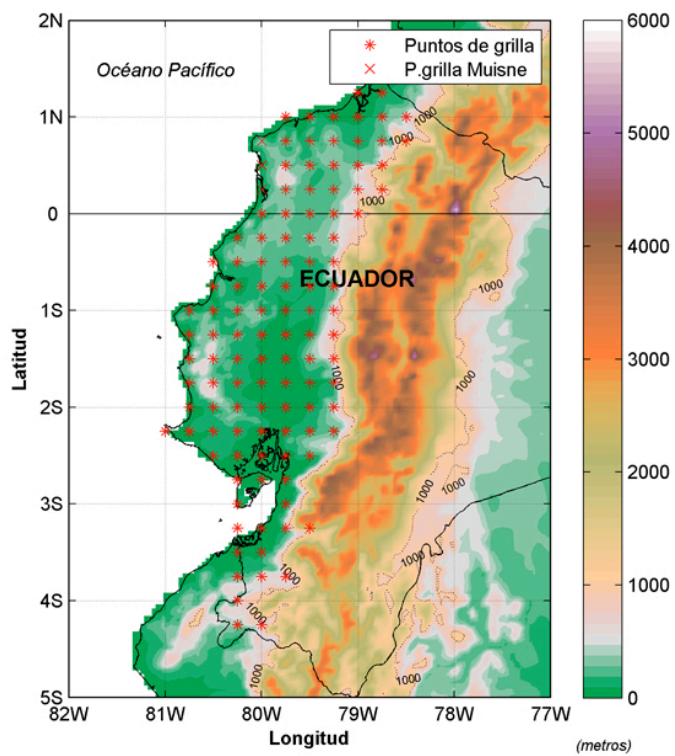 2N
1N
0
1S
2S
3S
4S
5S
Latitud
82W 81W 80W 79W 78W 77W
Longitud
Océano Pacífico
Puntos de grilla
P.grilla Muisne
ECUADOR
1000
1000
1000
1000
1000
1000
1000
1000
1000
1000
1000
6000
5000
4000
3000
2000
1000
0
(metros)